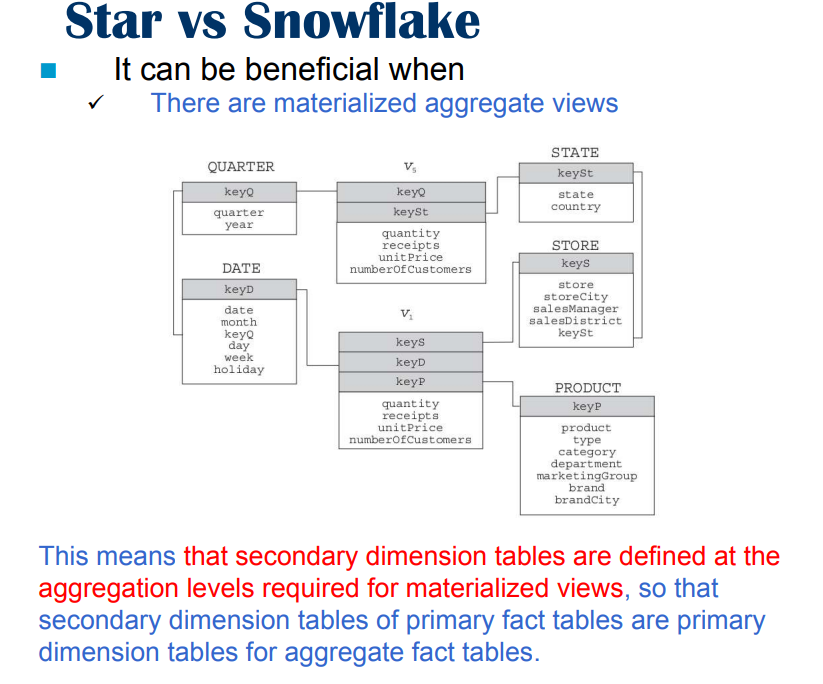 Star vs Snowflake
It can be beneficial when
✓ There are materialized aggregate views
QUARTER
keyQ
quarter
year
V5
keyQ
keySt
quantity
receipts
unitPrice
numberOfCustomers
STATE
keySt
state
country
DATE
keyD
date
month
keyQ
day
week
holiday
V1
keyS
keyD
keyP
quantity
receipts
unitPrice
numberOfCustomers
STORE
keyS
store
storeCity
salesManager
salesDistrict
keySt
PRODUCT
keyP
product
type
category
department
marketingGroup
brand
brandCity
This means that secondary dimension tables are defined at the
aggregation levels required for materialized views, so that
secondary dimension tables of primary fact tables are primary
dimension tables for aggregate fact tables.